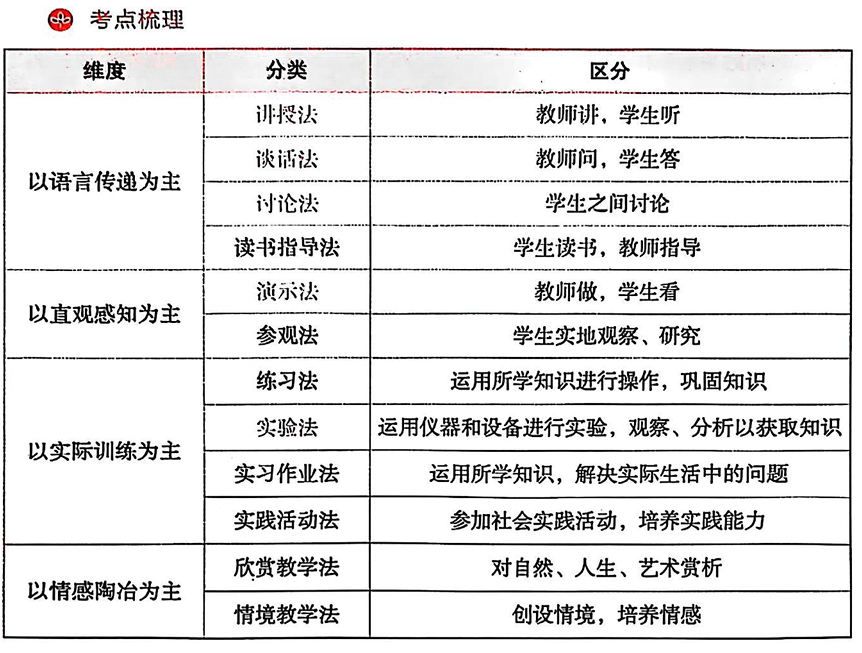 考点梳理
维度 分类 区分
以语言传递为主 讲授法 教师讲，学生听
谈话法 教师问，学生答
讨论法 学生之间讨论
读书指导法 学生读书，教师指导
以直观感知为主 演示法 教师做，学生看
参观法 学生实地观察、研究
以实际训练为主 练习法 运用所学知识进行操作，巩固知识
实验法 运用仪器和设备进行实验，观察、分析以获取知识
实习作业法 运用所学知识，解决实际生活中的问题
实践活动法 参加社会实践活动，培养实践能力
以情感陶冶为主 欣赏教学法 对自然、人生、艺术赏析
情境教学法 创设情境，培养情感